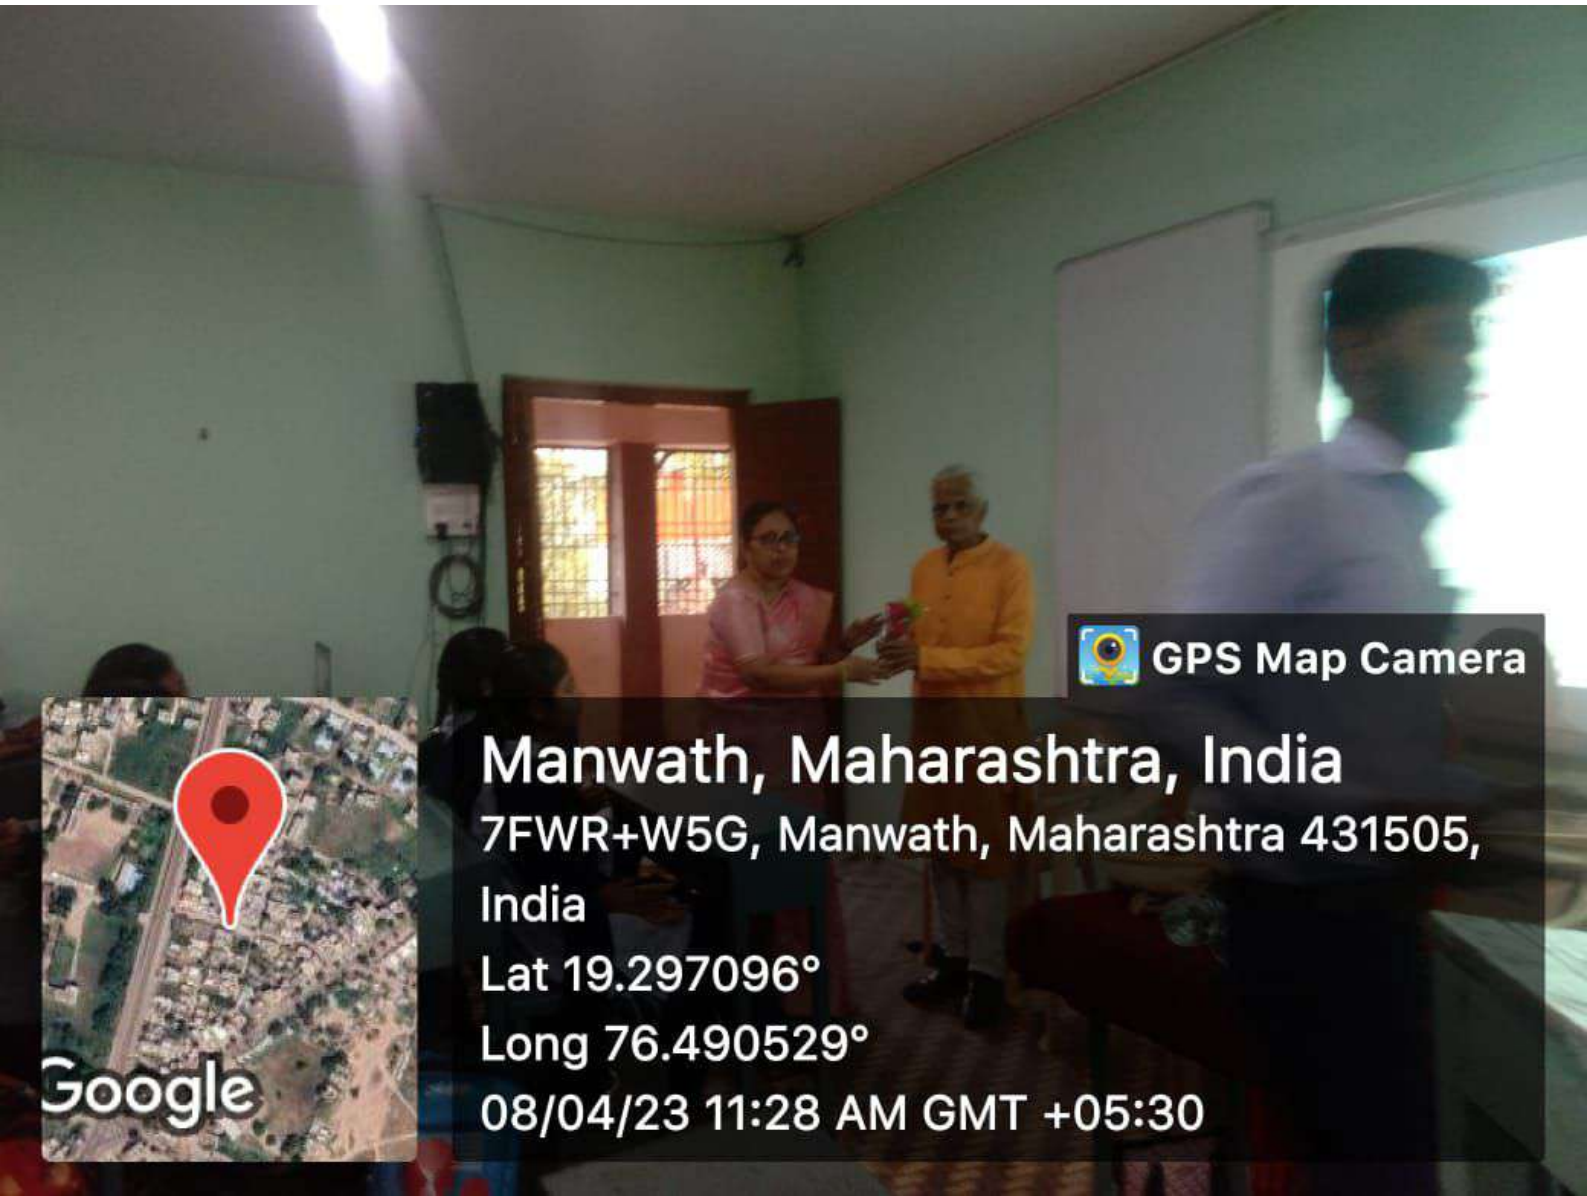 GPS Map Camera
Manwath, Maharashtra, India
7FWR+W5G, Manwath, Maharashtra 431505,
India
Lat 19.297096°
Long 76.490529°
08/04/23 11:28 AM GMT +05:30
Google